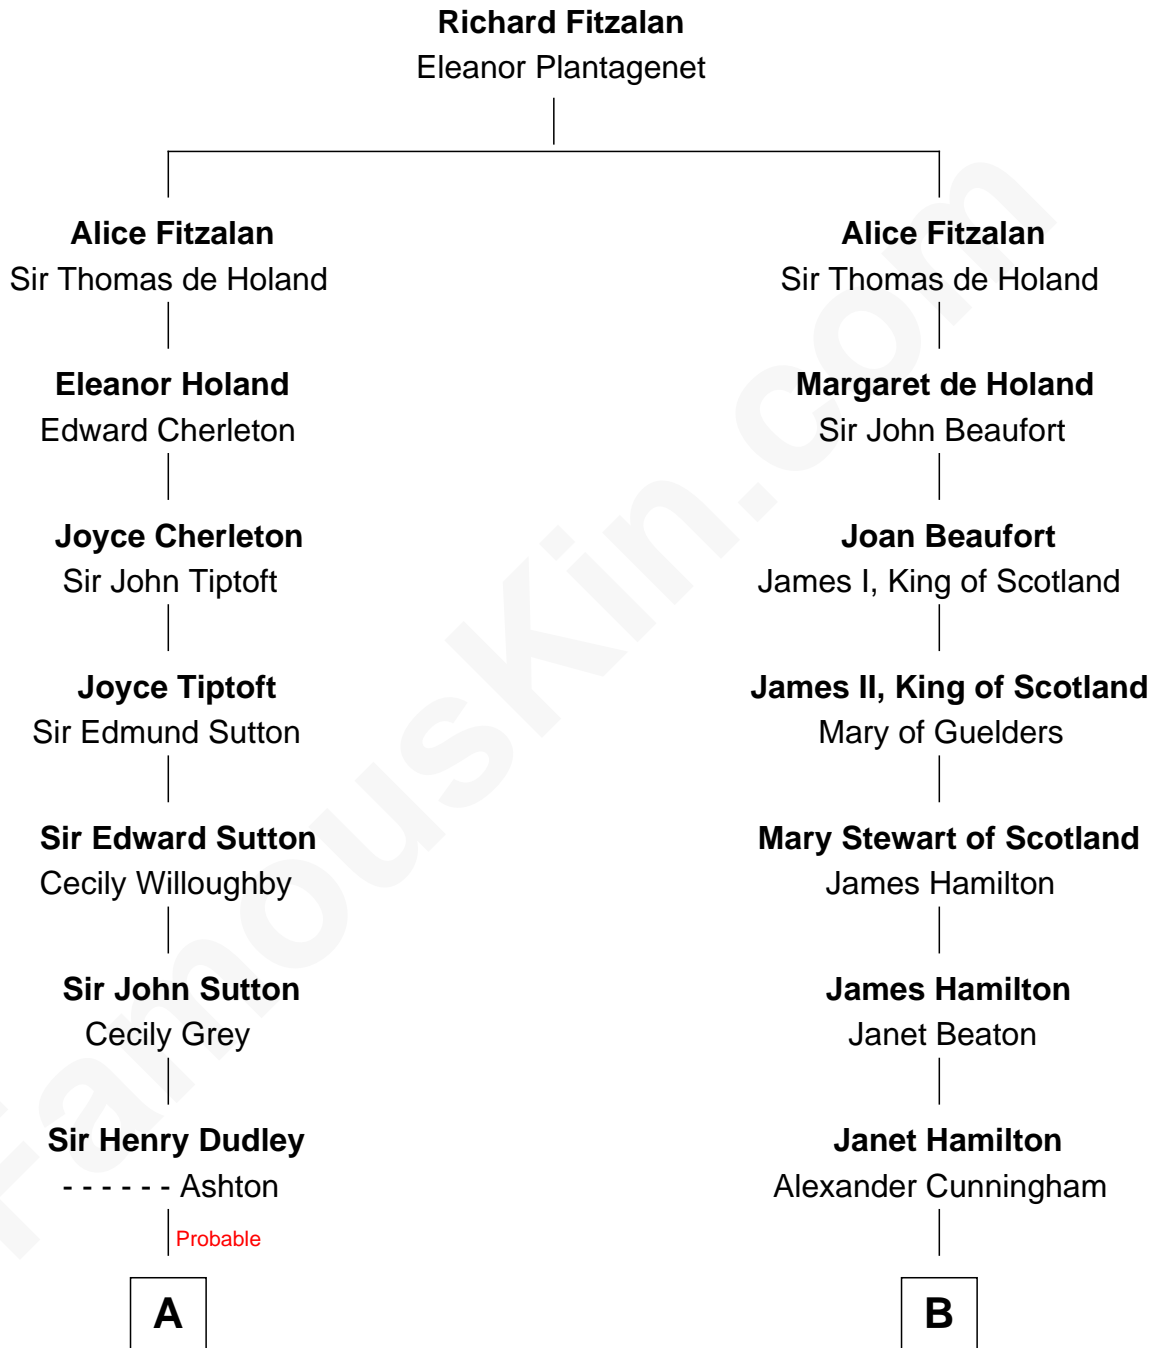 Richard Fitzalan
Eleanor Plantagenet
Alice Fitzalan
Sir Thomas de Holand
Alice Fitzalan
Sir Thomas de Holand
Eleanor Holand
Edward Cherleton
Margaret de Holand
Sir John Beaufort
Joyce Cherleton
Sir John Tiptoft
Joan Beaufort
James I, King of Scotland
Joyce Tiptoft
Sir Edmund Sutton
James II, King of Scotland
Mary of Guelders
Sir Edward Sutton
Cecily Willoughby
Mary Stewart of Scotland
James Hamilton
Sir John Sutton
Cecily Grey
James Hamilton
Janet Beaton
Sir Henry Dudley
- - - - - - Ashton
Janet Hamilton
Alexander Cunningham
Probable
A
B
FamousKin.com